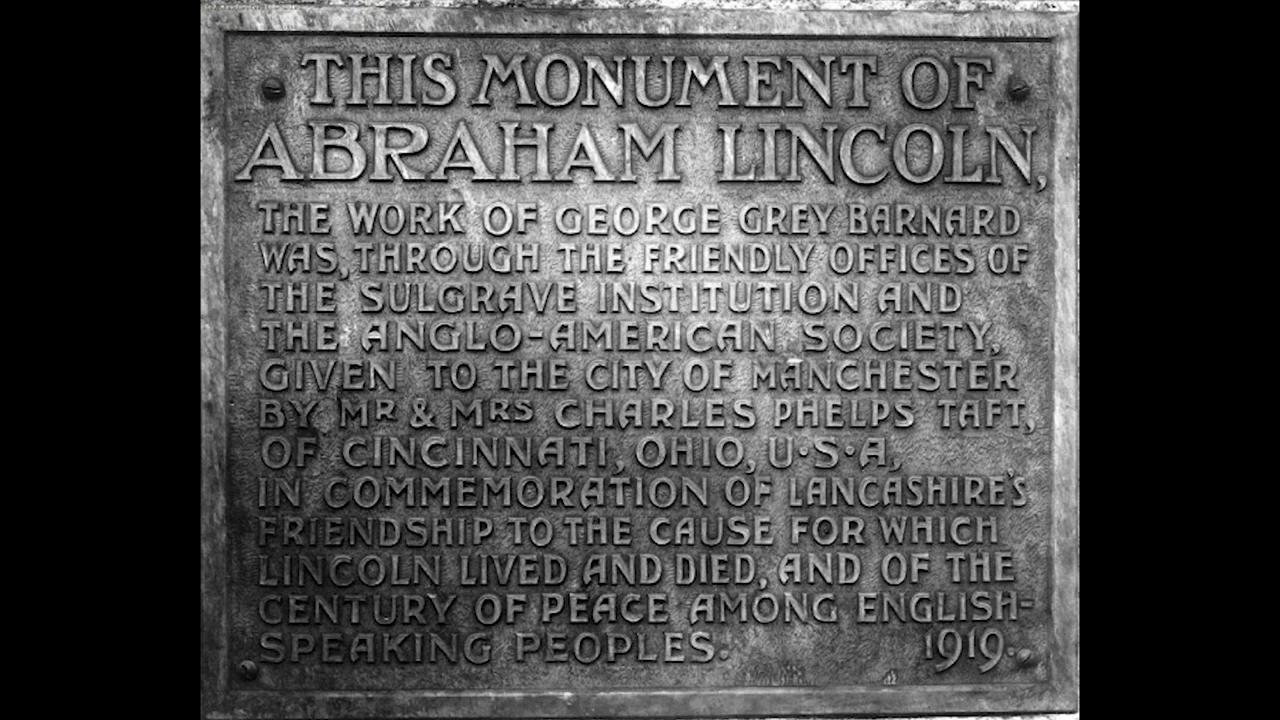 THIS MONUMENT OF
ABRAHAM LINCOLN,
THE WORK OF GEORGE GREY BARNARD
WAS, THROUGH THE FRIENDLY OFFICES OF
THE SULGRAVE INSTITUTION AND
THE ANGLO-AMERICAN SOCIETY,
GIVEN TO THE CITY OF MANCHESTER
BY MR & MRS CHARLES PHELPS TAFT,
OF CINCINNATI, OHIO, U·S·A,
IN COMMEMORATION OF LANCASHIRE'S
FRIENDSHIP TO THE CAUSE FOR WHICH
LINCOLN LIVED AND DIED, AND OF THE
CENTURY OF PEACE AMONG ENGLISH-
SPEAKING PEOPLES. 1919.